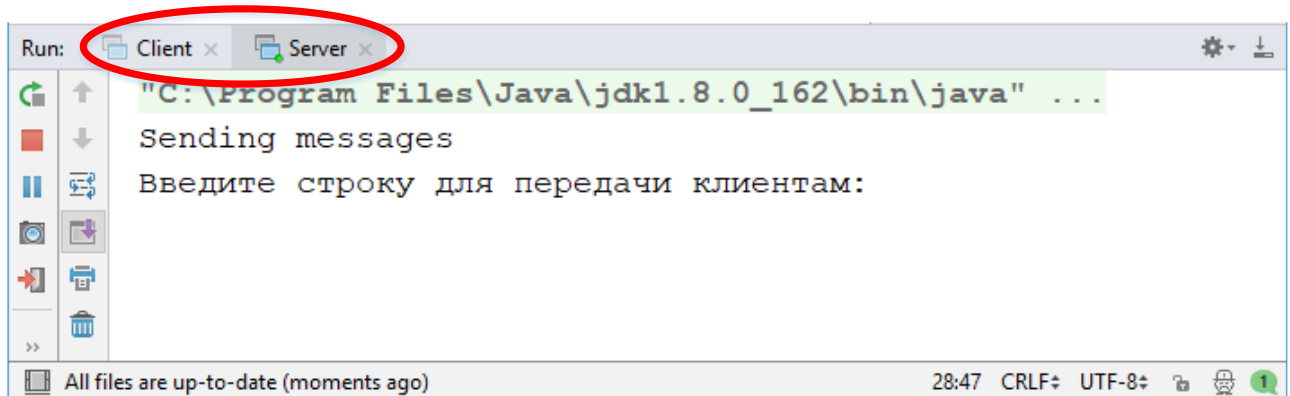 Run: Client × Server ×
"C:\Program Files\Java\jdk1.8.0_162\bin\java" ...
Sending messages
Введите строку для передачи клиентам:
>>
All files are up-to-date (moments ago) 28:47 CRLF UTF-8 1